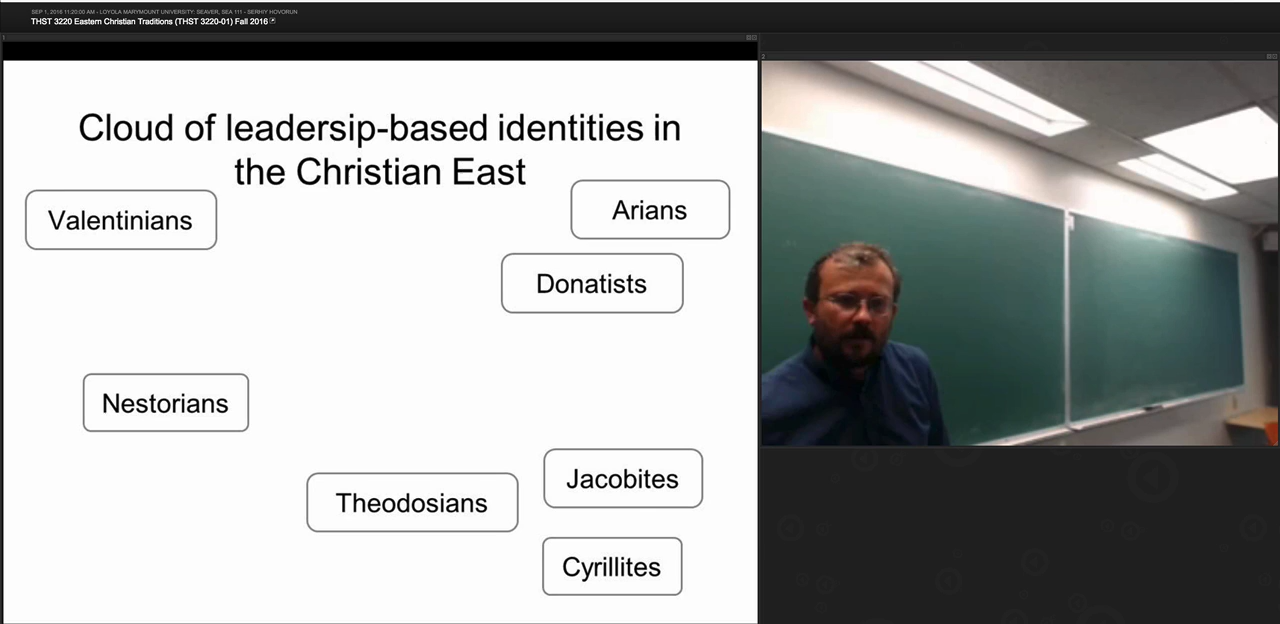 SEP 1, 2016 11:20:00 AM - LOYOLA MARYMOUNT UNIVERSITY: SEAVER, SEA 111 - SERHIY HOVORUN
THST 3220 Eastern Christian Traditions (THST 3220-01) Fall 2016
1
2
Cloud of leadersip-based identities in
the Christian East
Valentinians
Arians
Donatists
Nestorians
Jacobites
Theodosians
Cyrillites